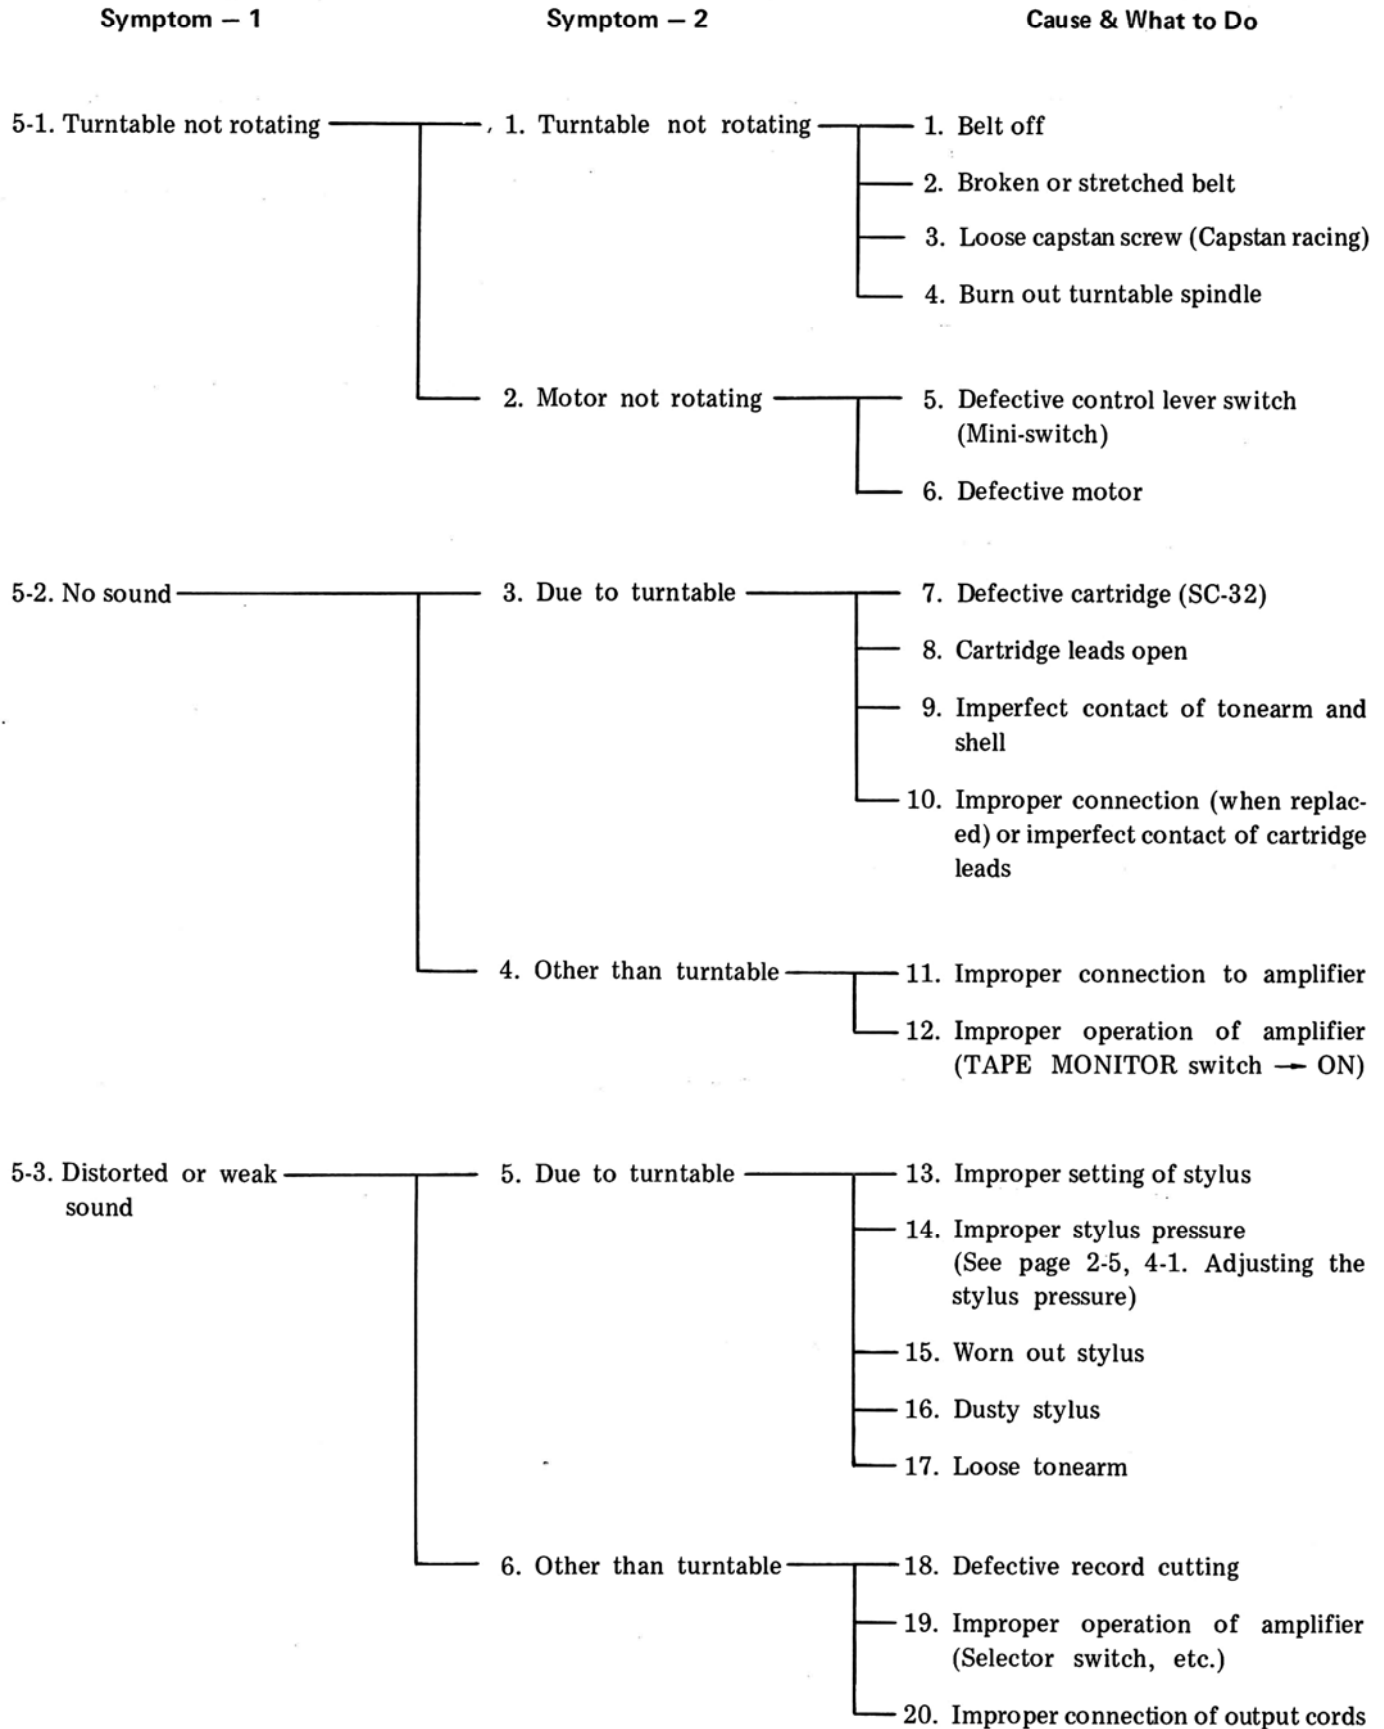 Symptom — 1
Symptom — 2
Cause & What to Do
5-1. Turntable not rotating
1. Turntable not rotating
1. Belt off
2. Broken or stretched belt
3. Loose capstan screw (Capstan racing)
4. Burn out turntable spindle
2. Motor not rotating
5. Defective control lever switch
(Mini-switch)
6. Defective motor
5-2. No sound
3. Due to turntable
7. Defective cartridge (SC-32)
8. Cartridge leads open
9. Imperfect contact of tonearm and
shell
10. Improper connection (when replac-
ed) or imperfect contact of cartridge
leads
4. Other than turntable
11. Improper connection to amplifier
12. Improper operation of amplifier
(TAPE MONITOR switch → ON)
5-3. Distorted or weak
sound
5. Due to turntable
13. Improper setting of stylus
14. Improper stylus pressure
(See page 2-5, 4-1. Adjusting the
stylus pressure)
15. Worn out stylus
16. Dusty stylus
17. Loose tonearm
6. Other than turntable
18. Defective record cutting
19. Improper operation of amplifier
(Selector switch, etc.)
20. Improper connection of output cords